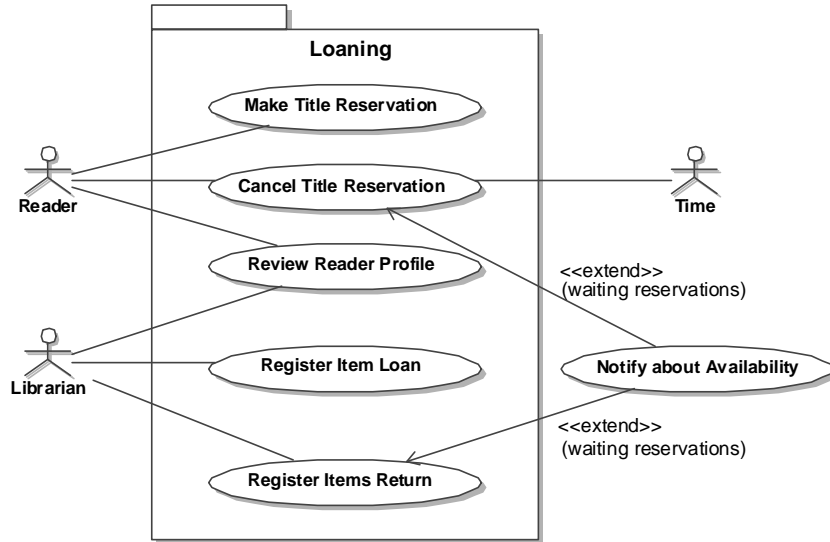 Loaning
Make Title Reservation
Cancel Title Reservation
Reader
Time
Review Reader Profile
<<extend>>
(waiting reservations)
Register Item Loan
Notify about Availability
Librarian
<<extend>>
(waiting reservations)
Register Items Return